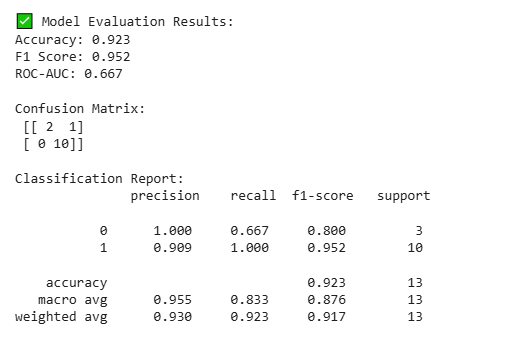 ✅ Model Evaluation Results:
Accuracy: 0.923
F1 Score: 0.952
ROC-AUC: 0.667
Confusion Matrix:
[[ 2  1]
[ 0 10]]
Classification Report:
precision    recall  f1-score   support
0      1.000     0.667     0.800         3
1      0.909     1.000     0.952        10
accuracy                          0.923        13
macro avg      0.955     0.833     0.876        13
weighted avg      0.930     0.923     0.917        13